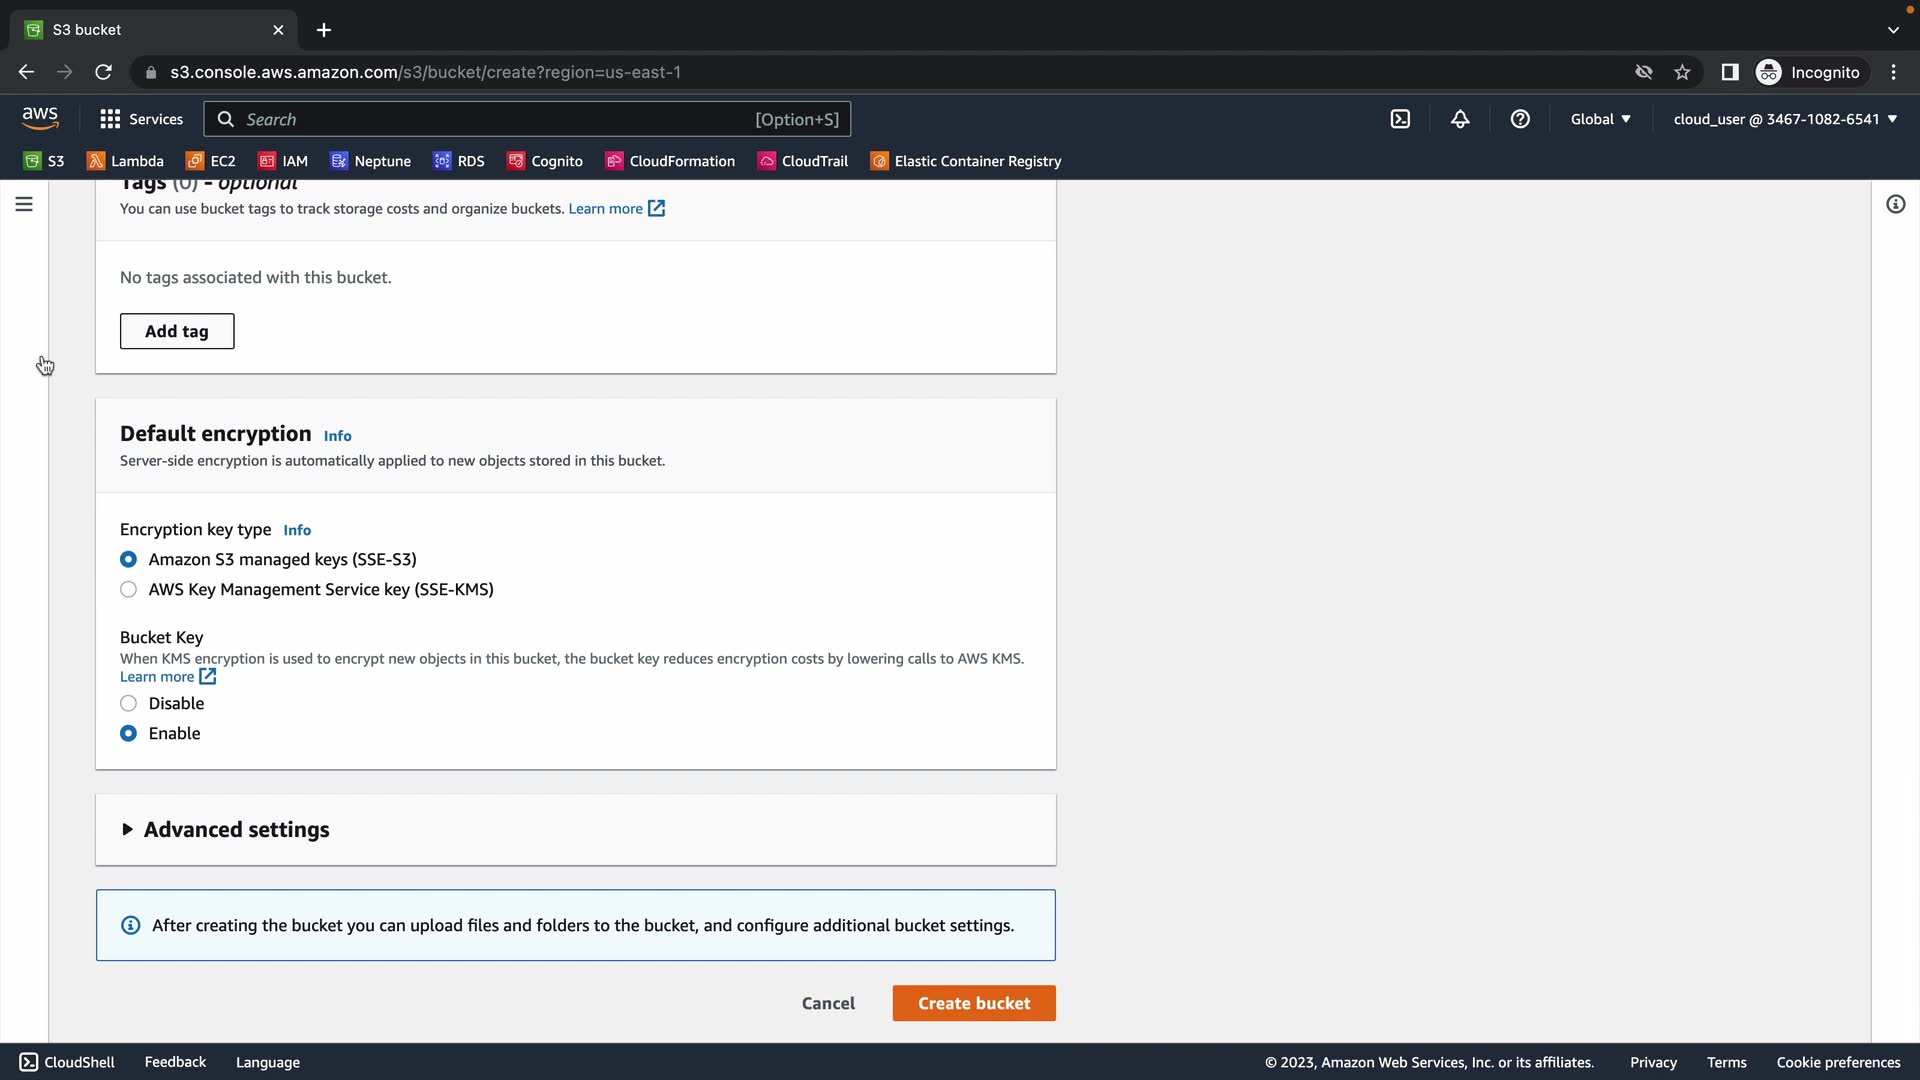 S3 bucket
s3.console.aws.amazon.com/s3/bucket/create?region=us-east-1
Incognito
aws
Services
Search
[Option+S]
Global
cloud_user @ 3467-1082-6541
S3
Lambda
EC2
IAM
Neptune
RDS
Cognito
CloudFormation
CloudTrail
Elastic Container Registry
Tags (0) - optional
You can use bucket tags to track storage costs and organize buckets. Learn more
No tags associated with this bucket.
Add tag
Default encryption Info
Server-side encryption is automatically applied to new objects stored in this bucket.
Encryption key type Info
Amazon S3 managed keys (SSE-S3)
AWS Key Management Service key (SSE-KMS)
Bucket Key
When KMS encryption is used to encrypt new objects in this bucket, the bucket key reduces encryption costs by lowering calls to AWS KMS.
Learn more
Disable
Enable
Advanced settings
After creating the bucket you can upload files and folders to the bucket, and configure additional bucket settings.
Cancel
Create bucket
CloudShell
Feedback
Language
© 2023, Amazon Web Services, Inc. or its affiliates.
Privacy
Terms
Cookie preferences